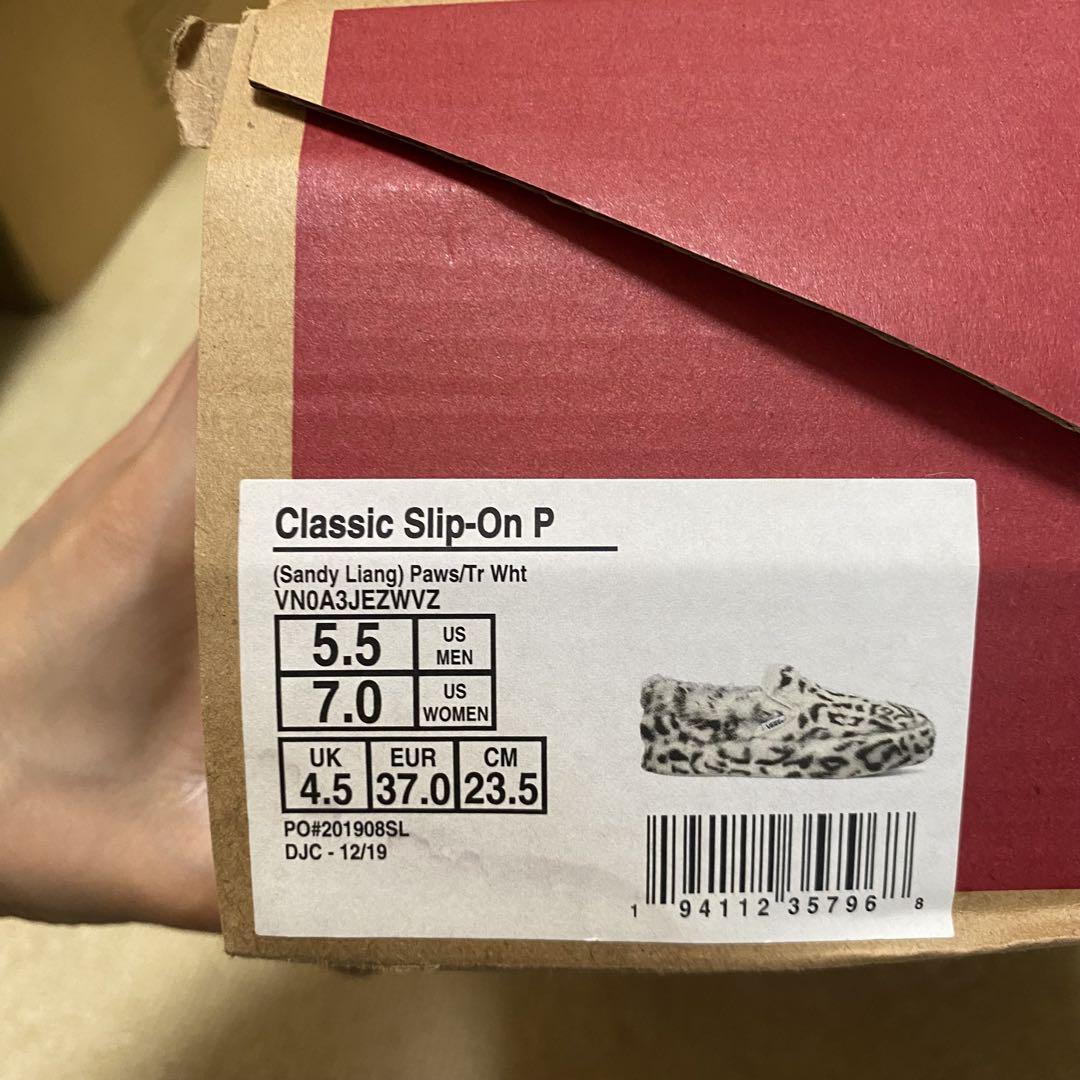 Classic Slip-On P
(Sandy Liang) Paws/Tr Wht
VN0A3JEZWVZ
5.5 US MEN
7.0 US WOMEN
UK EUR CM
4.5 37.0 23.5
PO#201908SL
DJC - 12/19
1 94112 35796 8